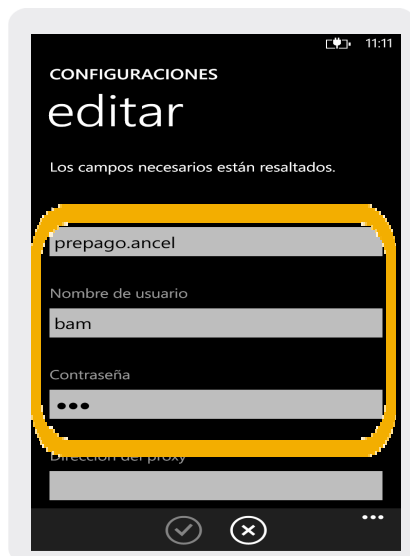 11:11
CONFIGURACIONES
editar
Los campos necesarios están resaltados.
prepago.ancel
Nombre de usuario
bam
Contraseña
•••
Dirección del proxy